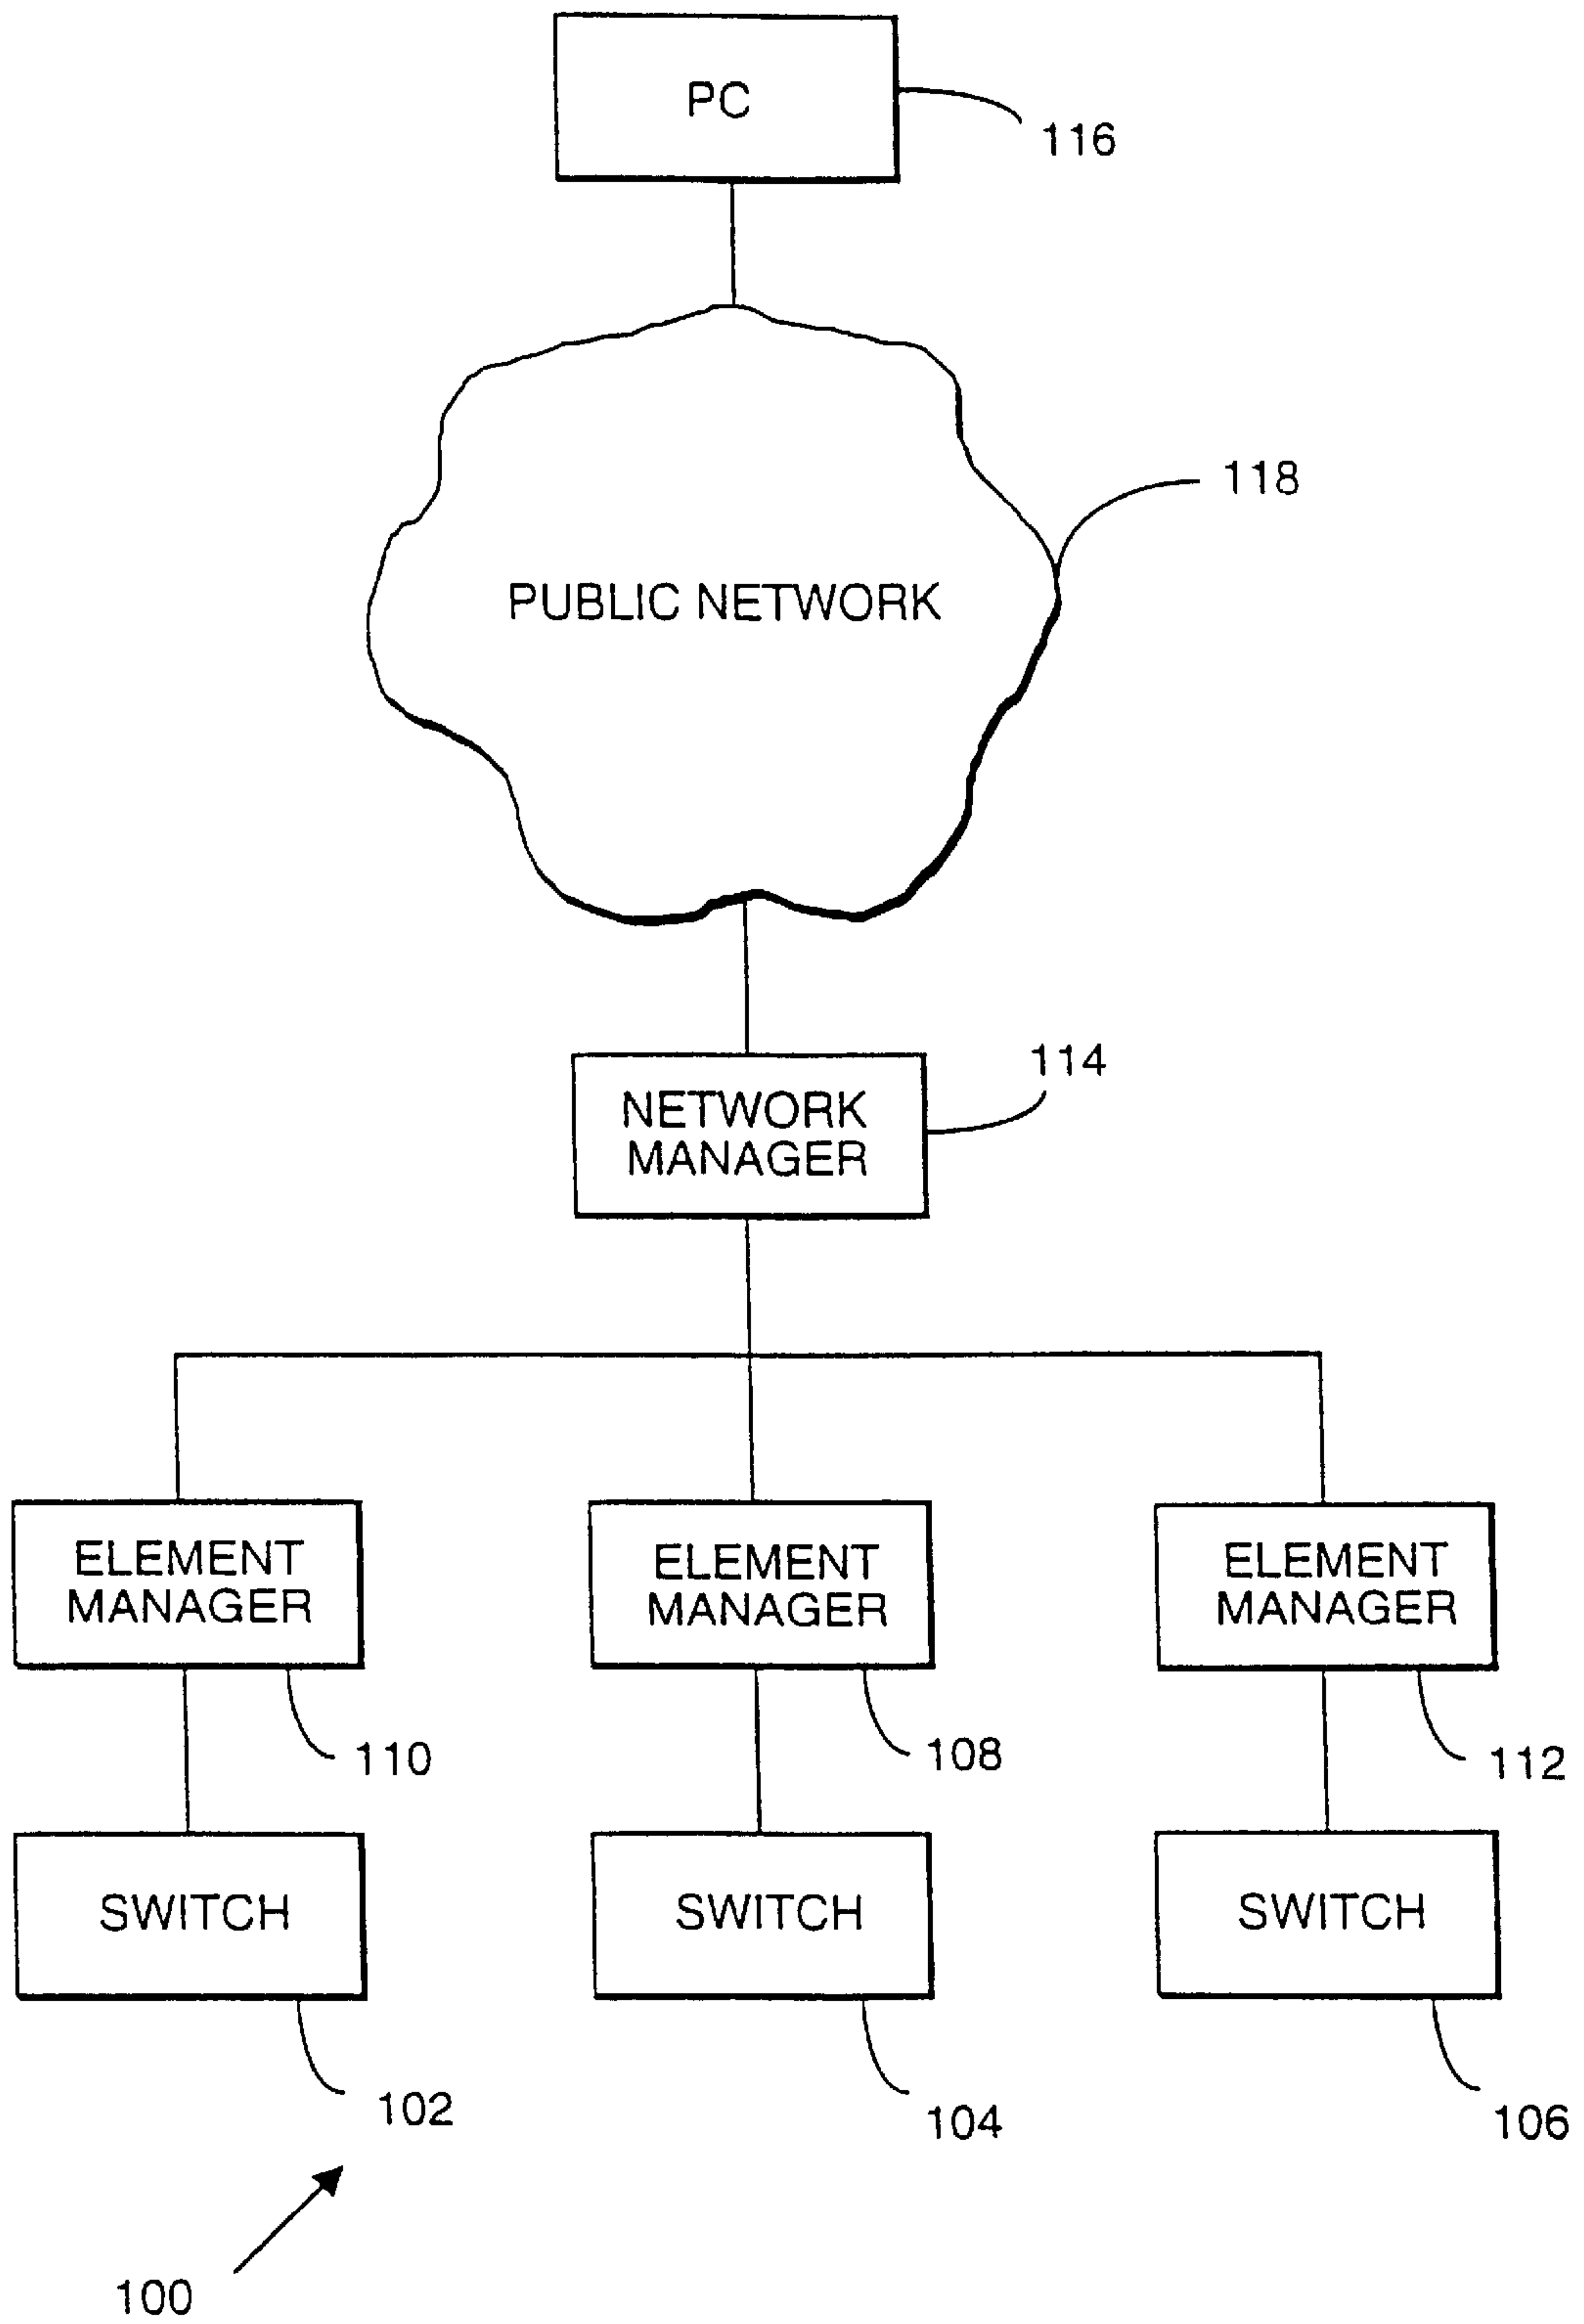 PC
116
118
PUBLIC NETWORK
114
NETWORK
MANAGER
ELEMENT
MANAGER
ELEMENT
MANAGER
ELEMENT
MANAGER
110
108
112
SWITCH
SWITCH
SWITCH
102
104
106
100